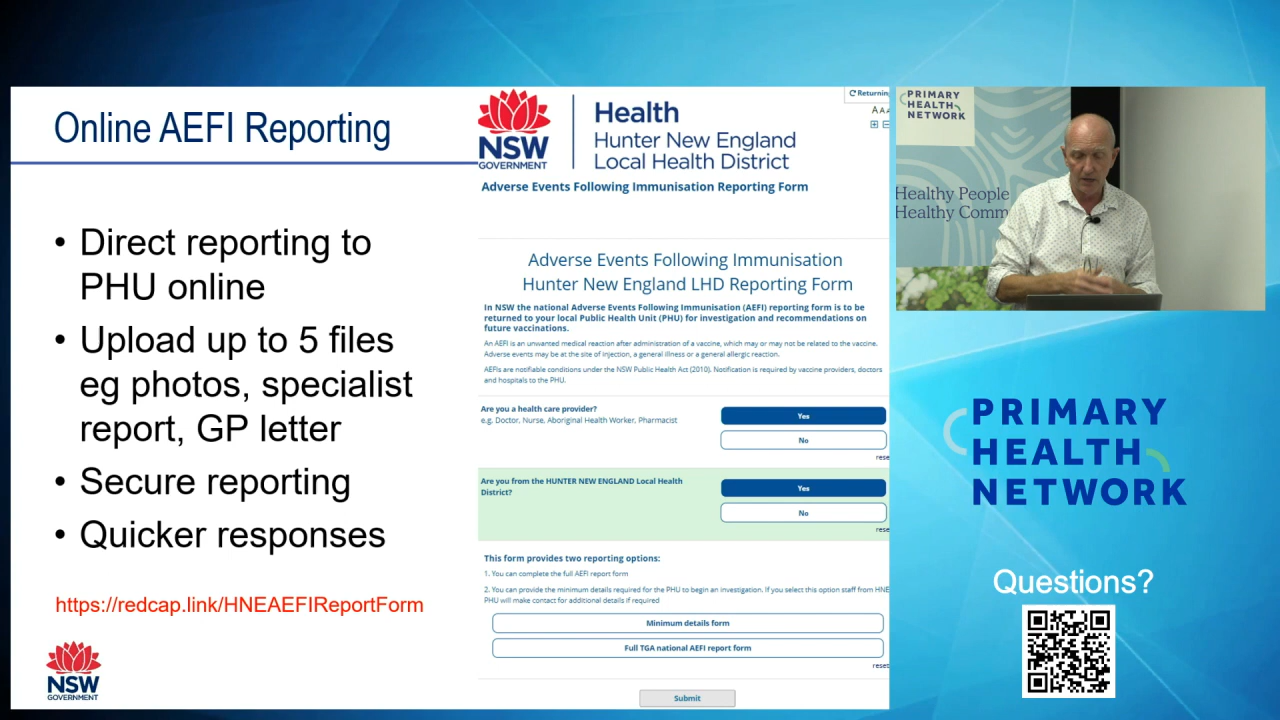 Online AEFI Reporting
• Direct reporting to
PHU online
• Upload up to 5 files
eg photos, specialist
report, GP letter
• Secure reporting
• Quicker responses
https://redcap.link/HNEAEFIReportForm
NSW
GOVERNMENT
NSW
GOVERNMENT
Health
Hunter New England
Local Health District
Returning
A A A
Adverse Events Following Immunisation Reporting Form
Adverse Events Following Immunisation
Hunter New England LHD Reporting Form
In NSW the national Adverse Events Following Immunisation (AEFI) reporting form is to be
returned to your local Public Health Unit (PHU) for investigation and recommendations on
future vaccinations.
An AEFI is an unwanted medical reaction after administration of a vaccine, which may or may not be related to the vaccine.
Adverse events may be at the site of injection, a general illness or a general allergic reaction.
AEFIs are notifiable conditions under the NSW Public Health Act (2010). Notification is required by vaccine providers, doctors
and hospitals to the PHU.
Are you a health care provider?
e.g. Doctor, Nurse, Aboriginal Health Worker, Pharmacist
Yes
No
rese
Are you from the HUNTER NEW ENGLAND Local Health
District?
Yes
No
rese
This form provides two reporting options:
1. You can complete the full AEFI report form
2. You can provide the minimum details required for the PHU to begin an investigation. If you select this option staff from HNE
PHU will make contact for additional details if required
Minimum details form
Full TGA national AEFI report form
reset
Submit
PRIMARY
HEALTH
NETWORK
Healthy People
Healthy Comm
PRIMARY
HEALTH
NETWORK
Questions?